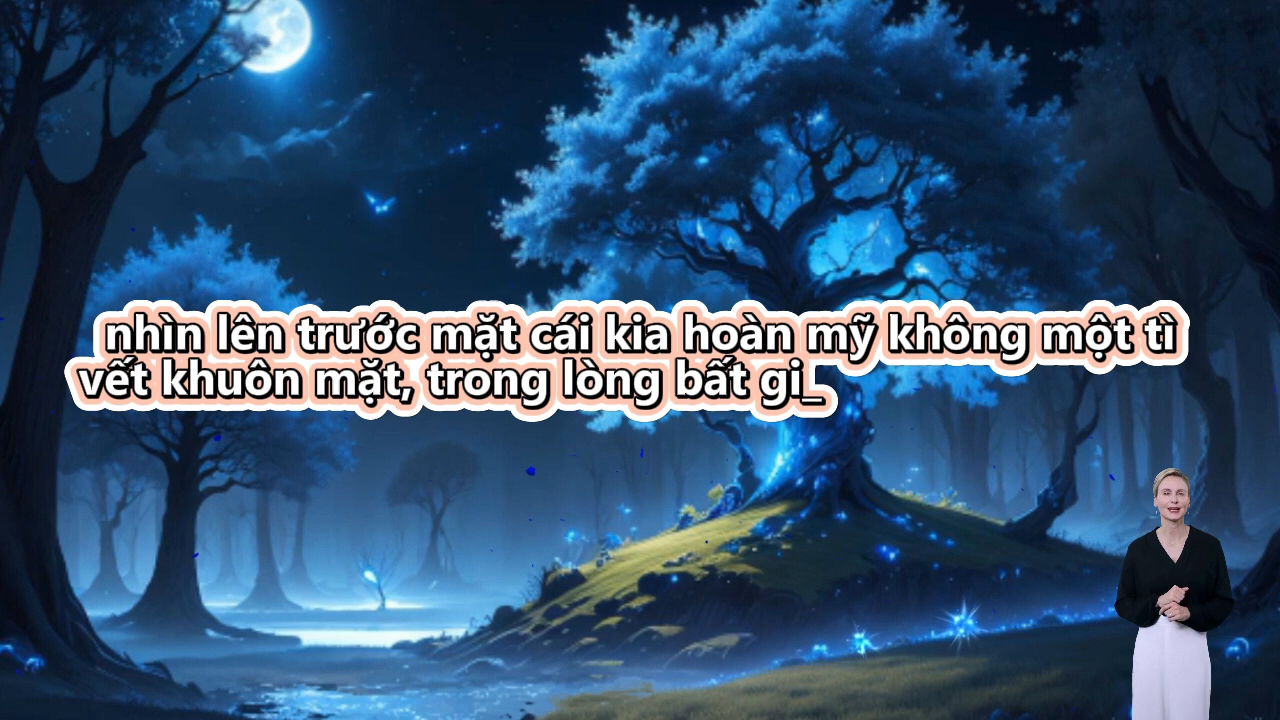 nhìn lên trước mặt cái kia hoàn mỹ không một tì
vết khuôn mặt, trong lòng bất gi_